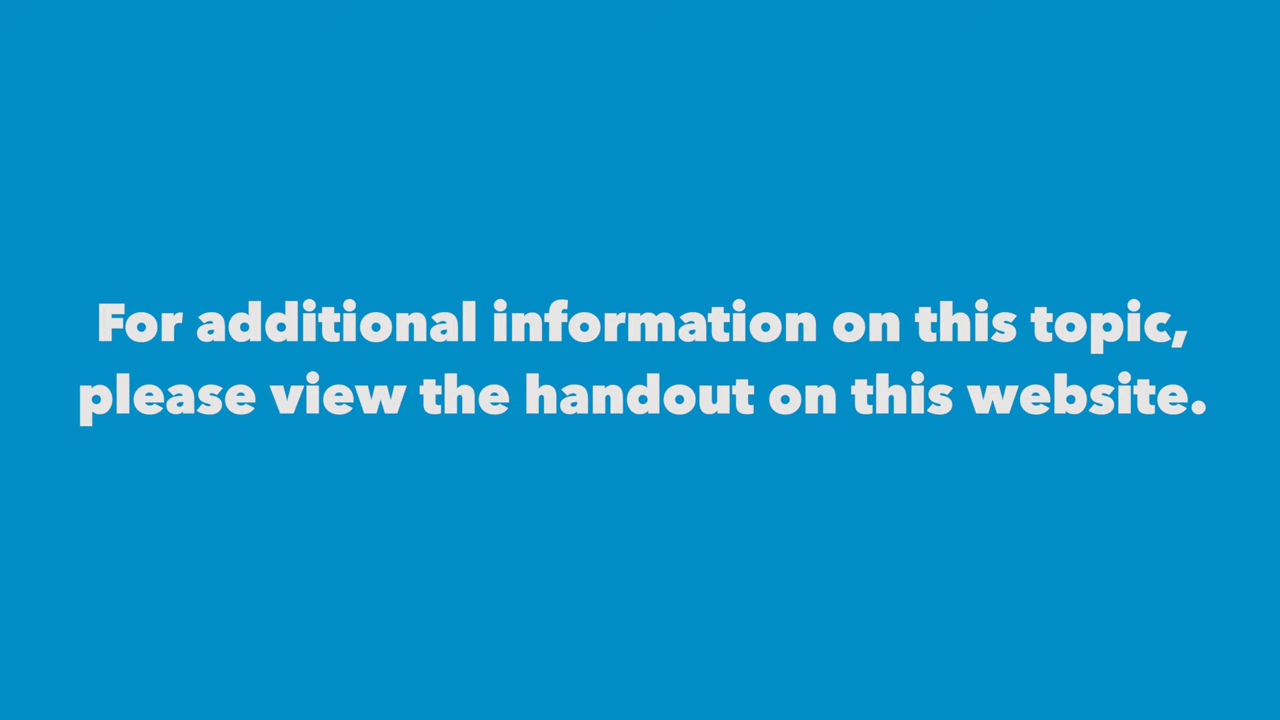 For additional information on this topic,
please view the handout on this website.